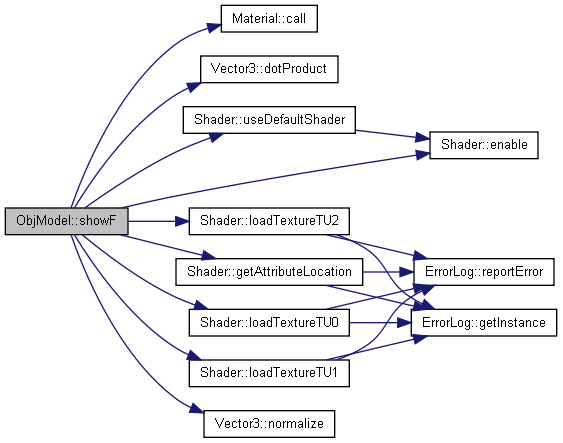 Material::call
Vector3::dotProduct
Shader::useDefaultShader
Shader::enable
ObjModel::showF
Shader::loadTextureTU2
Shader::getAttributeLocation
ErrorLog::reportError
Shader::loadTextureTU0
ErrorLog::getInstance
Shader::loadTextureTU1
Vector3::normalize